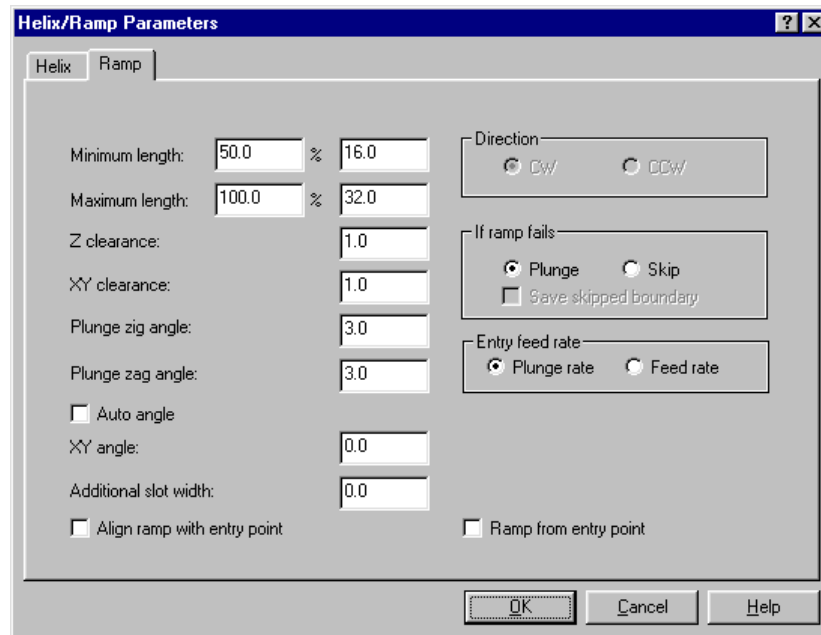 Helix/Ramp Parameters
Helix Ramp
Minimum length: 50.0 % 16.0
Maximum length: 100.0 % 32.0
Z clearance: 1.0
XY clearance: 1.0
Plunge zig angle: 3.0
Plunge zag angle: 3.0
Auto angle
XY angle: 0.0
Additional slot width: 0.0
Align ramp with entry point
Direction
CW CCW
If ramp fails
Plunge Skip
Save skipped boundary
Entry feed rate
Plunge rate Feed rate
Ramp from entry point
OK Cancel Help